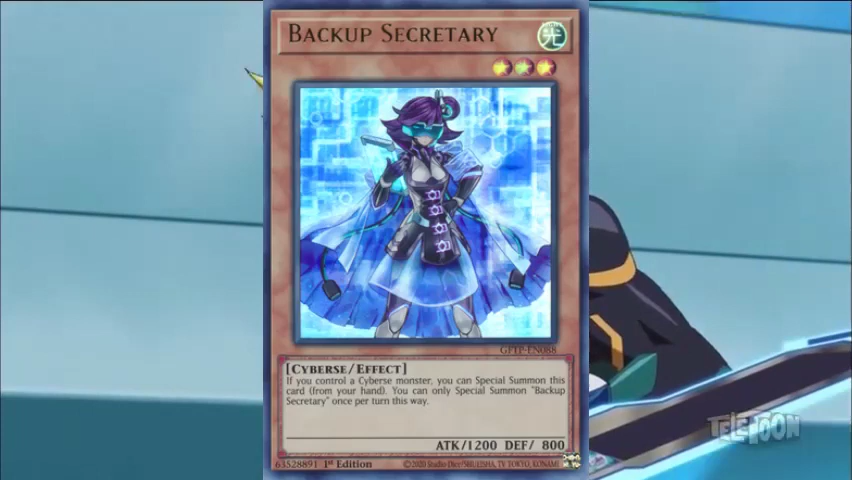 BACKUP SECRETARY
光
GFTP-EN088
[CYBERSE/EFFECT]
If you control a Cyberse monster, you can Special Summon this
card (from your hand). You can only Special Summon "Backup
Secretary" once per turn this way.
ATK/1200 DEF/ 800
63528891 1st Edition ©2020 Studio Dice/SHUEISHA, TV TOKYO, KONAMI
TELETOON